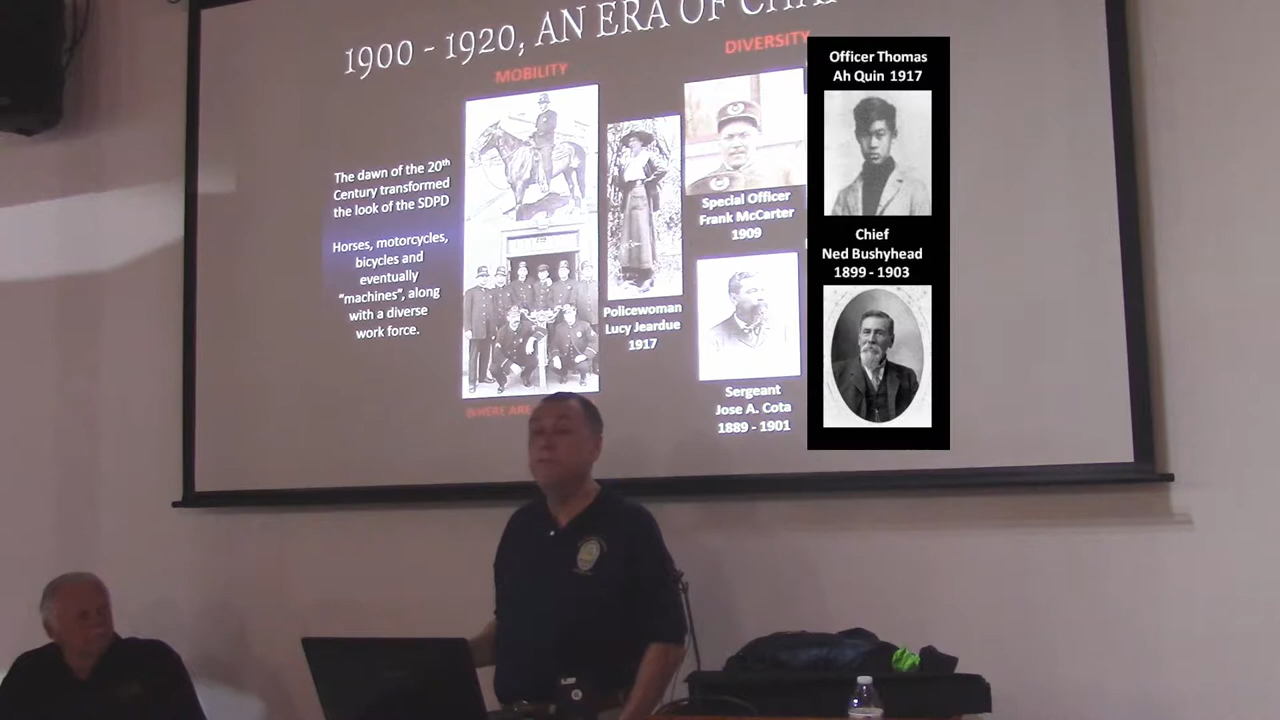 1900 - 1920, AN ERA OF
MOBILITY
DIVERSITY
The dawn of the 20th
Century transformed
the look of the SDPD
Horses, motorcycles,
bicycles and
eventually
“machines”, along
with a diverse
work force.
WHERE ARE
Policewoman
Lucy Jeardue
1917
Special Officer
Frank McCarter
1909
Sergeant
Jose A. Cota
1889 - 1901
Officer Thomas
Ah Quin 1917
Chief
Ned Bushyhead
1899 - 1903